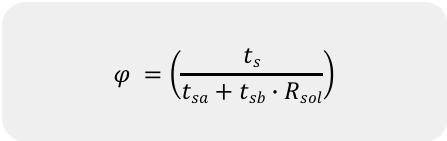 φ = (t_s / (t_sa + t_sb · R_sol))